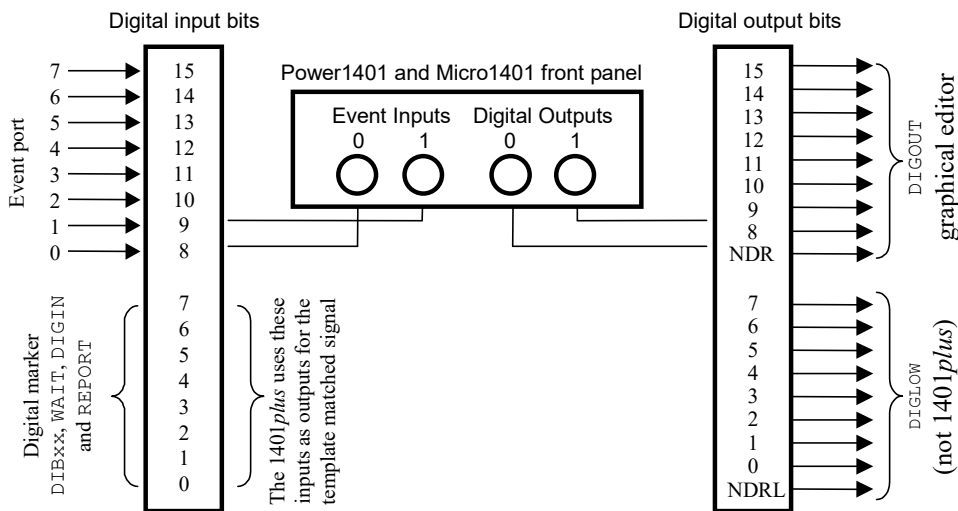 Digital input bits
Event port
7
6
5
4
3
2
1
0
15
14
13
12
11
10
9
8
7
6
5
4
3
2
1
0
Digital marker
DIBxx, WAIT, DIGIN
and REPORT
The 1401plus uses these
inputs as outputs for the
template matched signal
Power1401 and Micro1401 front panel
Event Inputs Digital Outputs
0 1 0 1
Digital output bits
15
14
13
12
11
10
9
8
NDR
7
6
5
4
3
2
1
0
NDRL
DIGOUT
graphical editor
DIGLOW
(not 1401plus)